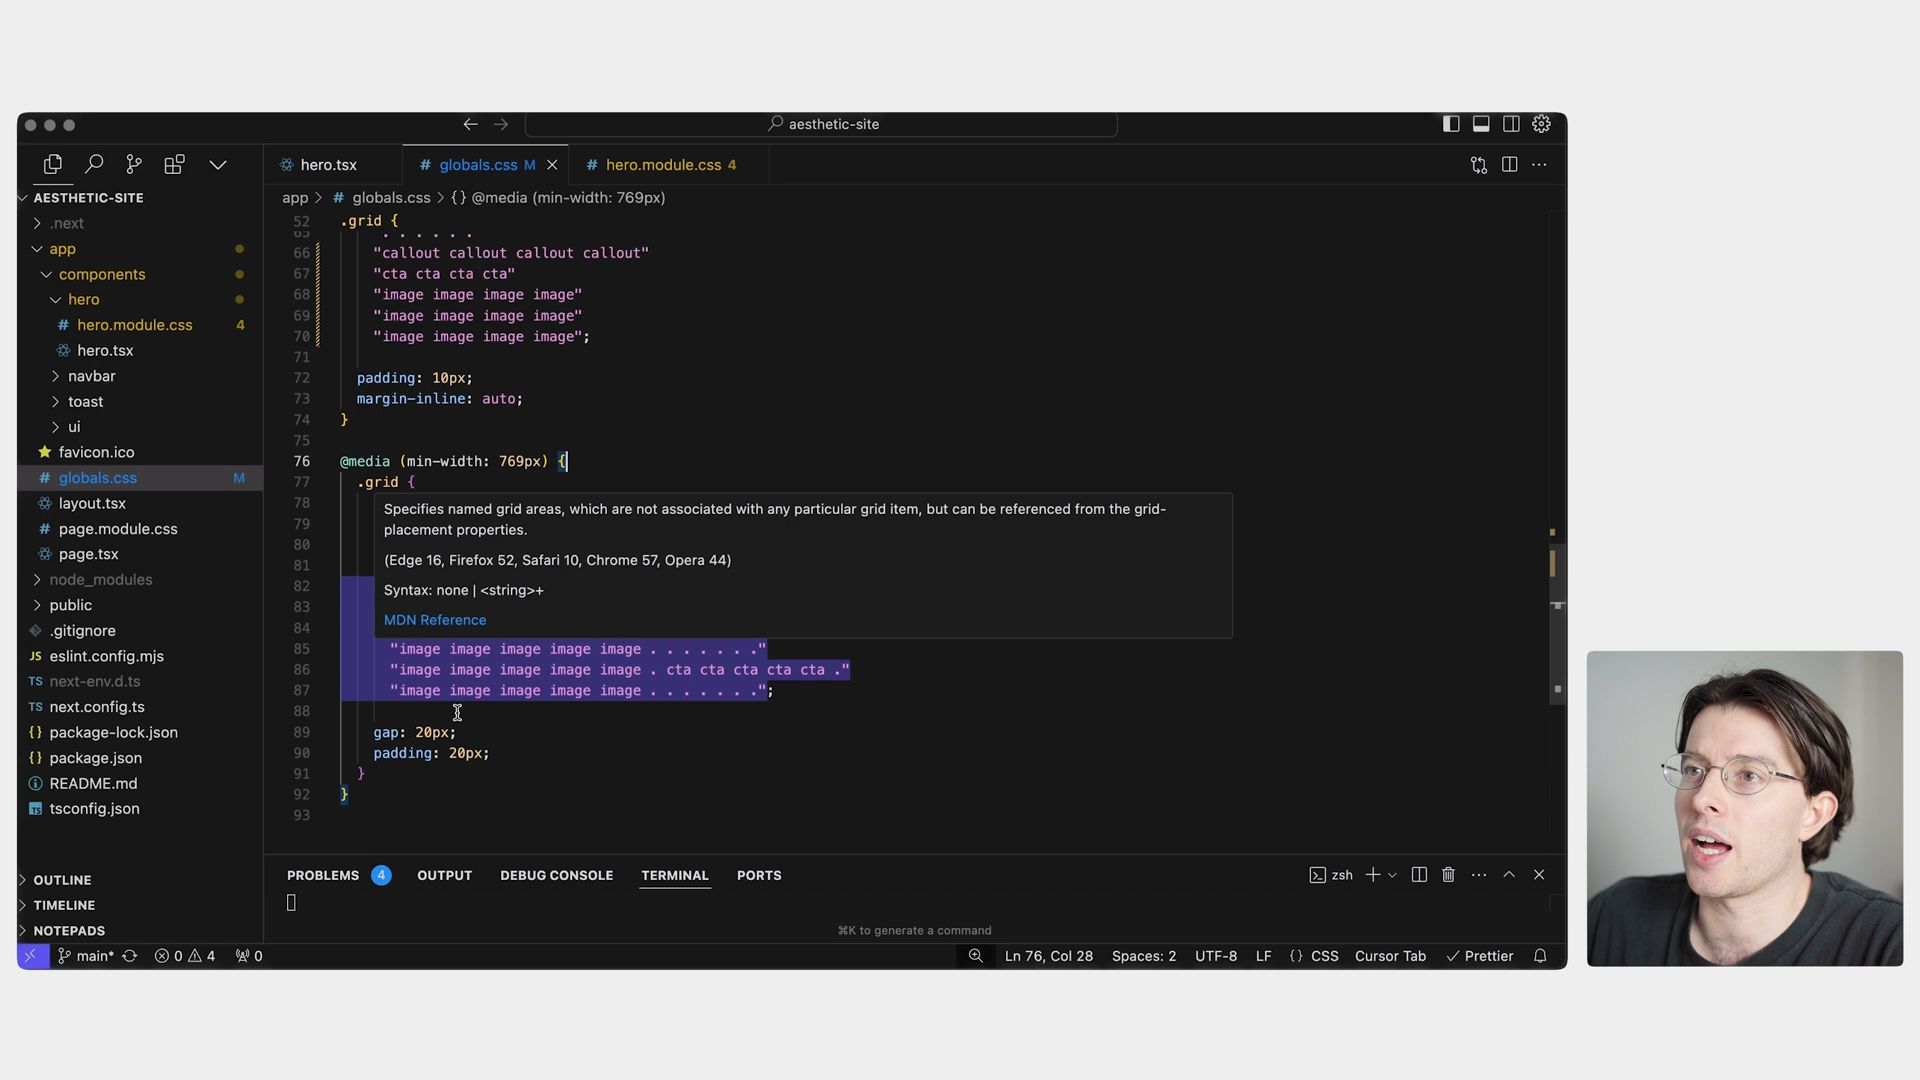 aesthetic-site
hero.tsx
# globals.css M
# hero.module.css 4
AESTHETIC-SITE
app > # globals.css > {} @media (min-width: 769px)
.next
app
components
hero
# hero.module.css 4
hero.tsx
navbar
toast
ui
favicon.ico
# globals.css M
layout.tsx
# page.module.css
page.tsx
node_modules
public
.gitignore
JS eslint.config.mjs
TS next-env.d.ts
TS next.config.ts
{} package-lock.json
{} package.json
README.md
TS tsconfig.json
OUTLINE
TIMELINE
NOTEPADS
52 .grid {
65 . . . . . .
66 "callout callout callout callout"
67 "cta cta cta cta"
68 "image image image image"
69 "image image image image"
70 "image image image image";
71
72 padding: 10px;
73 margin-inline: auto;
74 }
75
76 @media (min-width: 769px) {
77 .grid {
78
79
80
81
82
83
84
Specifies named grid areas, which are not associated with any particular grid item, but can be referenced from the grid-
placement properties.
(Edge 16, Firefox 52, Safari 10, Chrome 57, Opera 44)
Syntax: none | <string>+
MDN Reference
85 "image image image image image . . . . . . ."
86 "image image image image image . cta cta cta cta cta ."
87 "image image image image image . . . . . . .";
88
89 gap: 20px;
90 padding: 20px;
91 }
92 }
93
PROBLEMS 4 OUTPUT DEBUG CONSOLE TERMINAL PORTS
zsh
⌘K to generate a command
main* 0 4 0
Ln 76, Col 28 Spaces: 2 UTF-8 LF {} CSS Cursor Tab Prettier